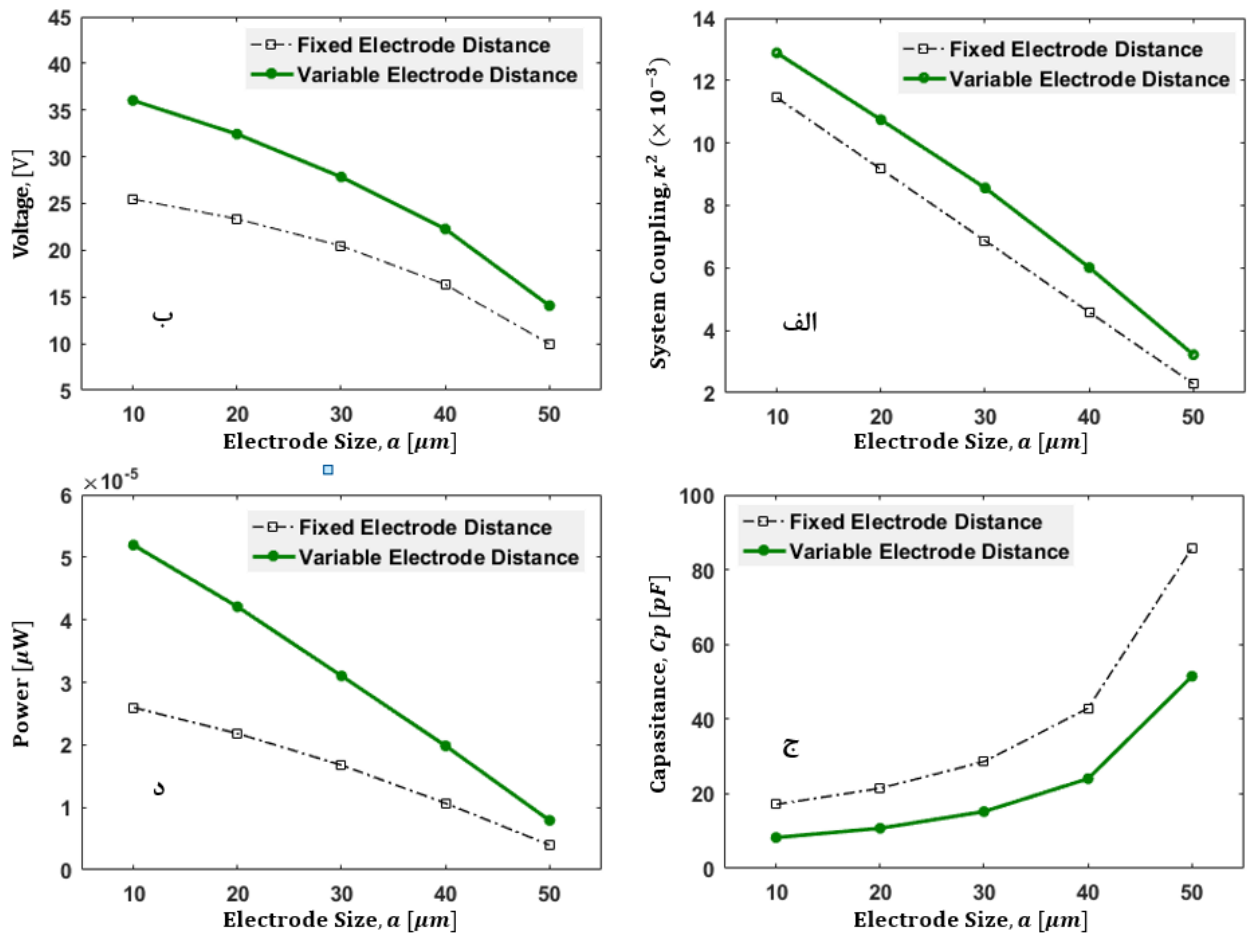 45
40
35
30
25
20
15
10
5
Voltage, [V]
Fixed Electrode Distance
Variable Electrode Distance
ب
10 20 30 40 50
Electrode Size, a [μm]
14
12
10
8
6
4
2
System Coupling, κ² (× 10⁻³)
Fixed Electrode Distance
Variable Electrode Distance
الف
10 20 30 40 50
Electrode Size, a [μm]
×10⁻⁵
6
5
4
3
2
1
0
Power [μW]
Fixed Electrode Distance
Variable Electrode Distance
د
10 20 30 40 50
Electrode Size, a [μm]
100
80
60
40
20
0
Capasitance, Cp [pF]
Fixed Electrode Distance
Variable Electrode Distance
ج
10 20 30 40 50
Electrode Size, a [μm]